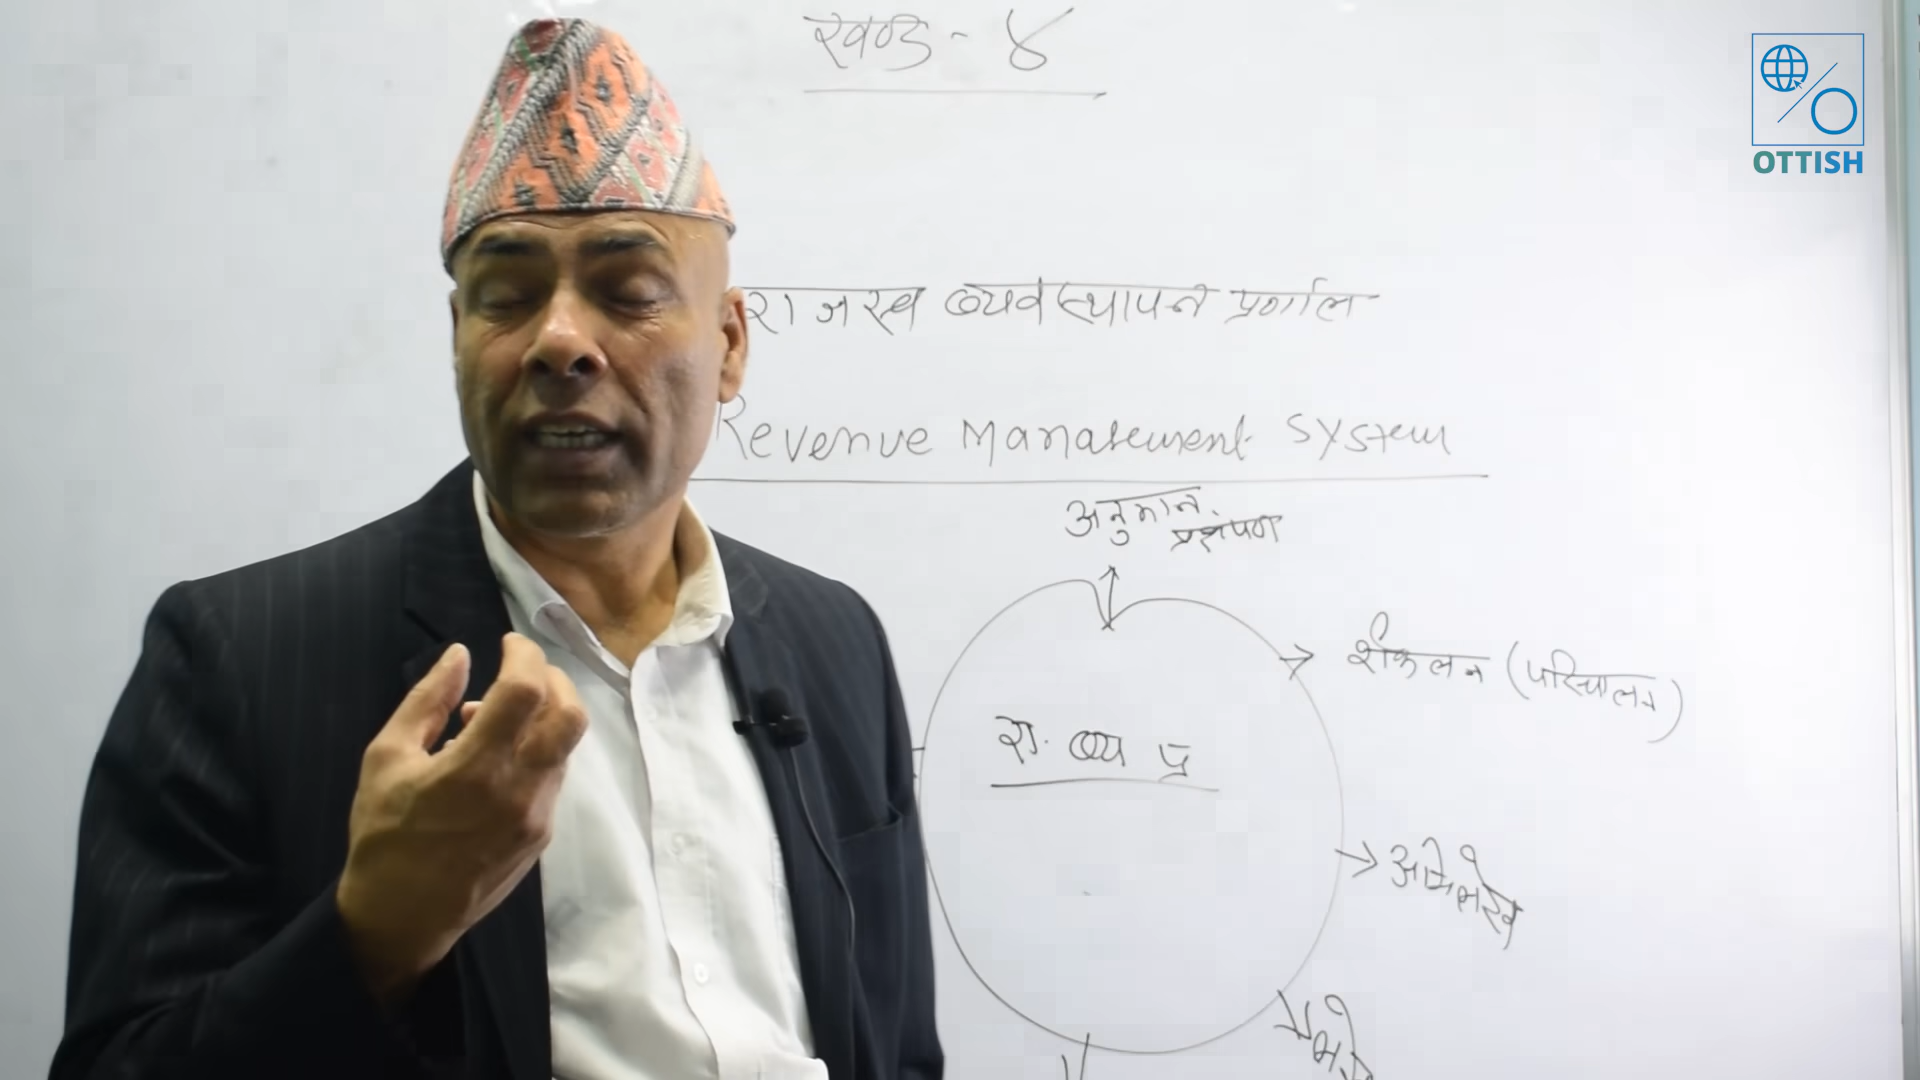 खण्ड - ४
OTTISH
राजस्व व्यवस्थापन प्रणाल
Revenue Management System
अनुमान.
प्रक्षेपण
संकलन (परिचालन)
रा. व्य प्र
अभिलेख